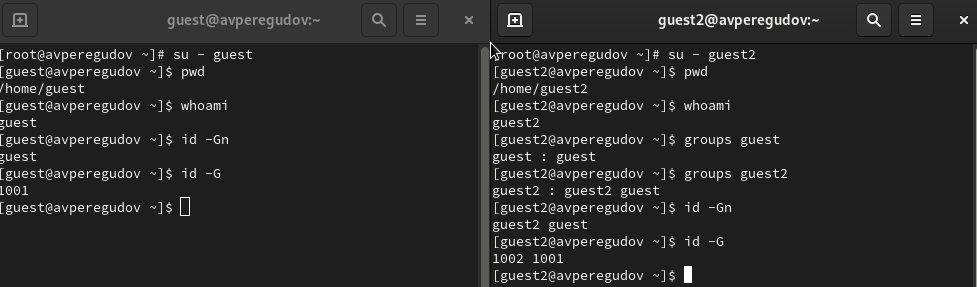 guest@avperegudov:~
[root@avperegudov ~]# su - guest
[guest@avperegudov ~]$ pwd
/home/guest
[guest@avperegudov ~]$ whoami
guest
[guest@avperegudov ~]$ id -Gn
guest
[guest@avperegudov ~]$ id -G
1001
[guest@avperegudov ~]$
guest2@avperegudov:~
[root@avperegudov ~]# su - guest2
[guest2@avperegudov ~]$ pwd
/home/guest2
[guest2@avperegudov ~]$ whoami
guest2
[guest2@avperegudov ~]$ groups guest
guest : guest
[guest2@avperegudov ~]$ groups guest2
guest2 : guest2 guest
[guest2@avperegudov ~]$ id -Gn
guest2 guest
[guest2@avperegudov ~]$ id -G
1002 1001
[guest2@avperegudov ~]$